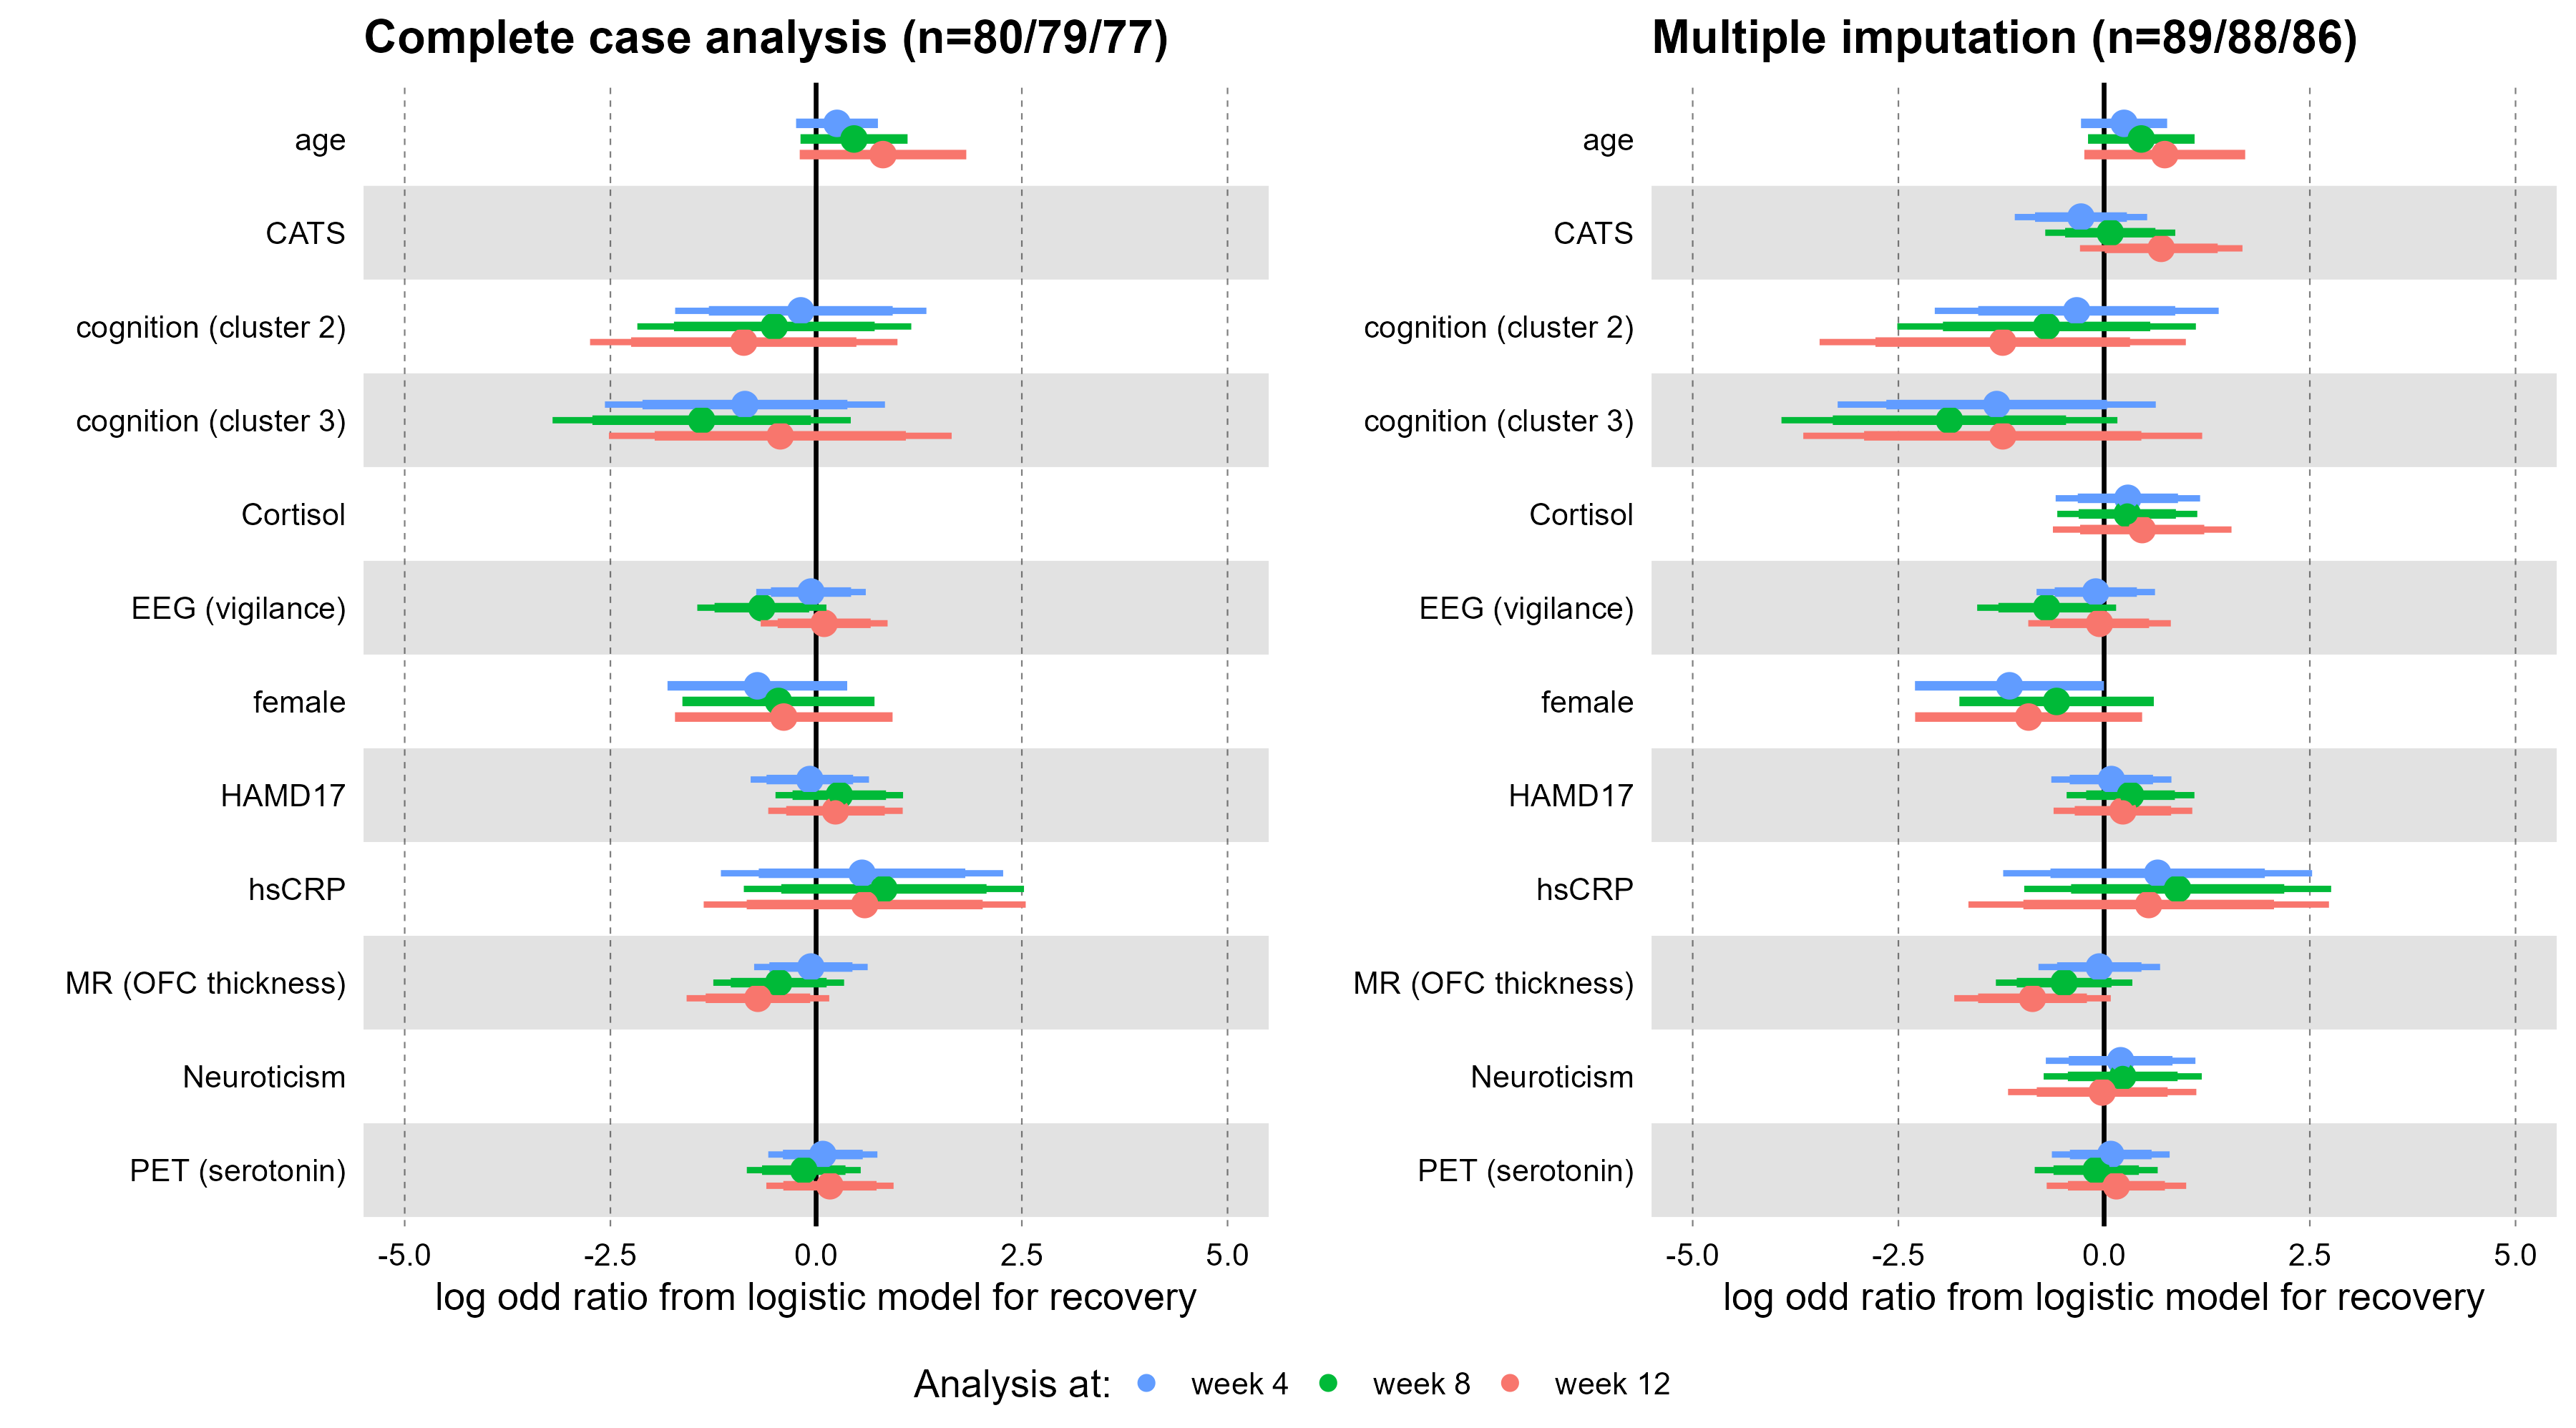 Complete case analysis (n=80/79/77)
age
CATS
cognition (cluster 2)
cognition (cluster 3)
Cortisol
EEG (vigilance)
female
HAMD17
hsCRP
MR (OFC thickness)
Neuroticism
PET (serotonin)
-5.0 -2.5 0.0 2.5 5.0
log odd ratio from logistic model for recovery
Multiple imputation (n=89/88/86)
age
CATS
cognition (cluster 2)
cognition (cluster 3)
Cortisol
EEG (vigilance)
female
HAMD17
hsCRP
MR (OFC thickness)
Neuroticism
PET (serotonin)
-5.0 -2.5 0.0 2.5 5.0
log odd ratio from logistic model for recovery
Analysis at: week 4 week 8 week 12